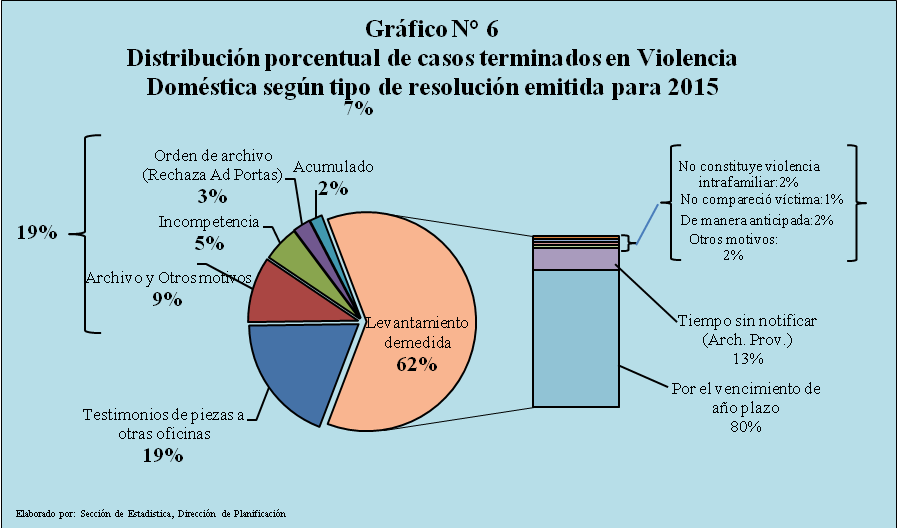 Gráfico N° 6
Distribución porcentual de casos terminados en Violencia
Doméstica según tipo de resolución emitida para 2015
7%
Orden de archivo
(Rechaza Ad Portas)
3%
Acumulado
2%
Incompetencia
5%
19%
Archivo y Otros motivos
9%
Levantamiento
demedida
62%
Testimonios de piezas a
otras oficinas
19%
No constituye violencia
intrafamiliar:2%
No compareció víctima:1%
De manera anticipada:2%
Otros motivos:
2%
Tiempo sin notificar
(Arch. Prov.)
13%
Por el vencimiento de
año plazo
80%
Elaborado por: Sección de Estadística, Dirección de Planificación